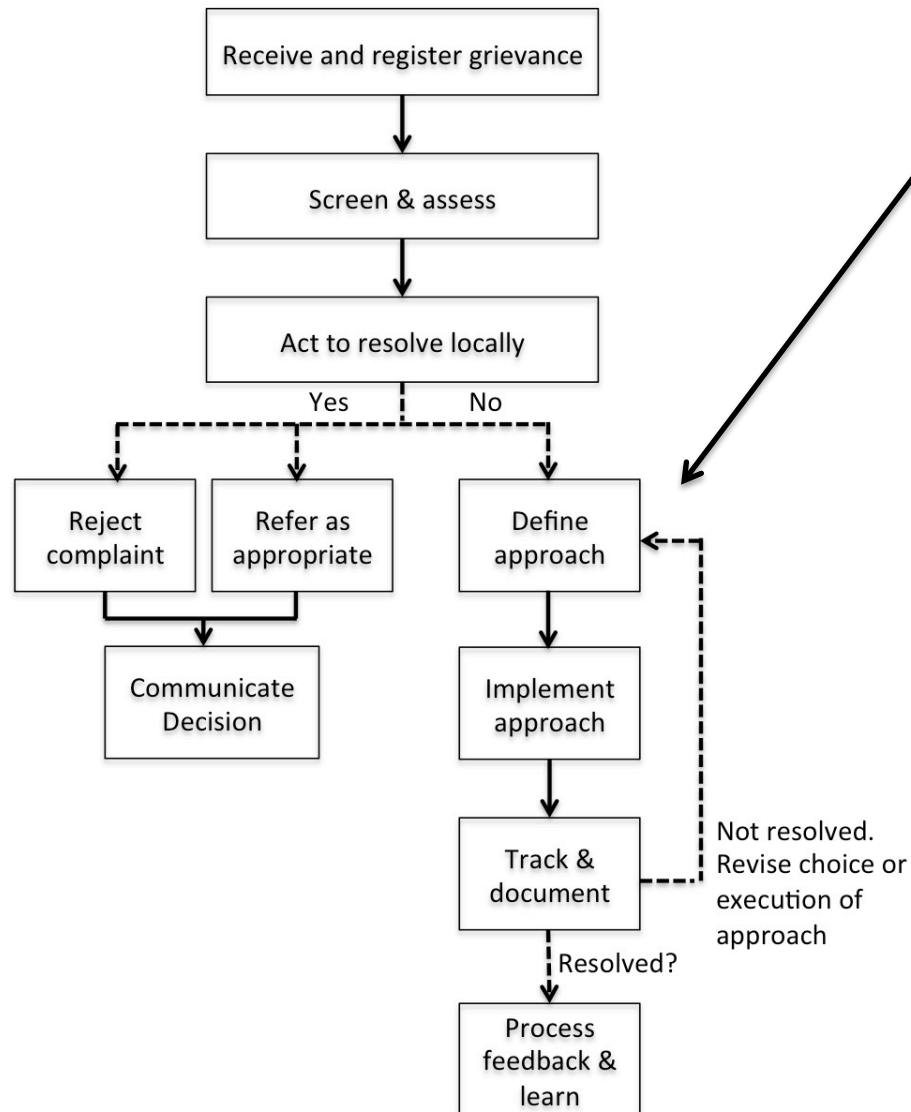 Receive and register grievance
Screen & assess
Act to resolve locally
Yes
No
Reject
complaint
Refer as
appropriate
Define
approach
Communicate
Decision
Implement
approach
Track &
document
Not resolved.
Revise choice or
execution of
approach
Resolved?
Process
feedback &
learn